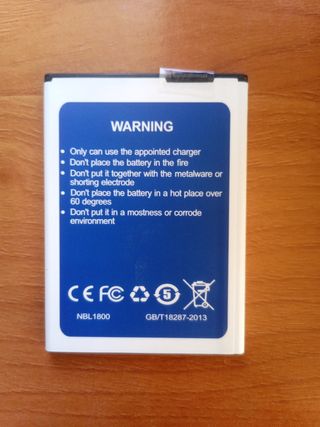 WARNING
Only can use the appointed charger
Don't place the battery in the fire
Don't put it together with the metalware or
shorting electrode
Don't place the battery in a hot place over
60 degrees
Don't put it in a mostness or corrode
environment
CE FC 5
NBL1800 GB/T18287-2013